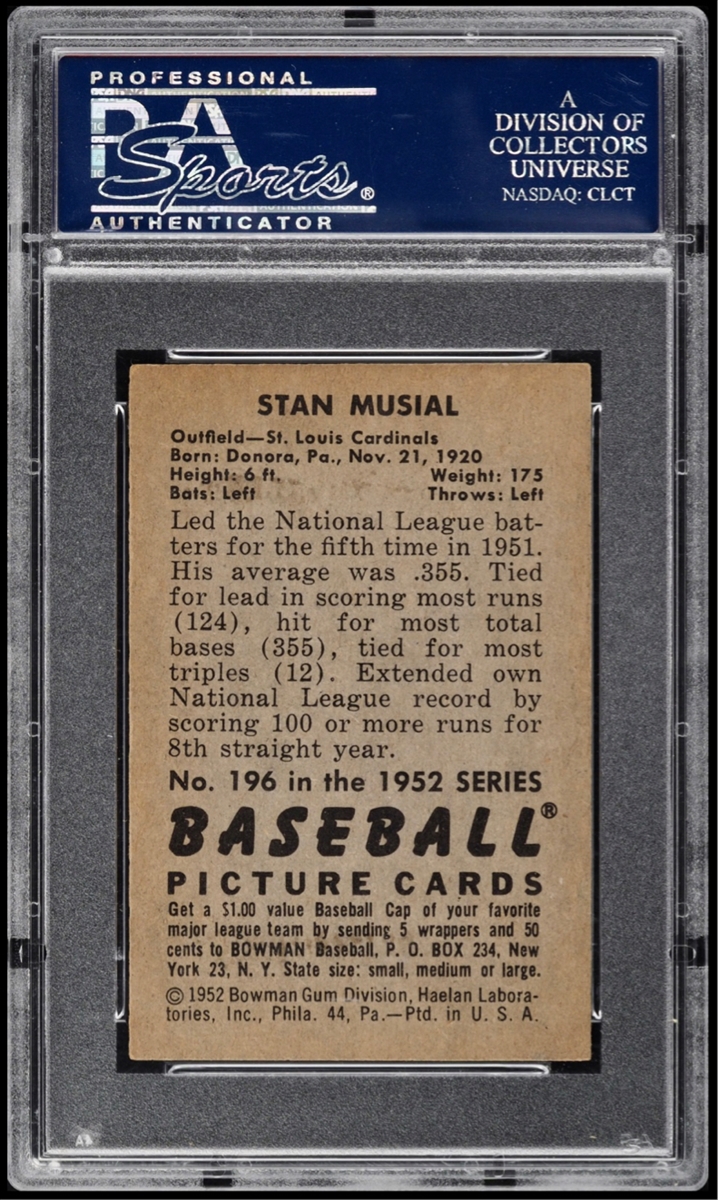 PROFESSIONAL
PSA
Sports®
AUTHENTICATOR
A
DIVISION OF
COLLECTORS
UNIVERSE
NASDAQ: CLCT
STAN MUSIAL
Outfield—St. Louis Cardinals
Born: Donora, Pa., Nov. 21, 1920
Height: 6 ft. Weight: 175
Bats: Left Throws: Left
Led the National League bat-
ters for the fifth time in 1951.
His average was .355. Tied
for lead in scoring most runs
(124), hit for most total
bases (355), tied for most
triples (12). Extended own
National League record by
scoring 100 or more runs for
8th straight year.
No. 196 in the 1952 SERIES
BASEBALL®
PICTURE CARDS
Get a $1.00 value Baseball Cap of your favorite
major league team by sending 5 wrappers and 50
cents to BOWMAN Baseball, P. O. BOX 234, New
York 23, N. Y. State size: small, medium or large.
© 1952 Bowman Gum Division, Haelan Labora-
tories, Inc., Phila. 44, Pa.—Ptd. in U. S. A.